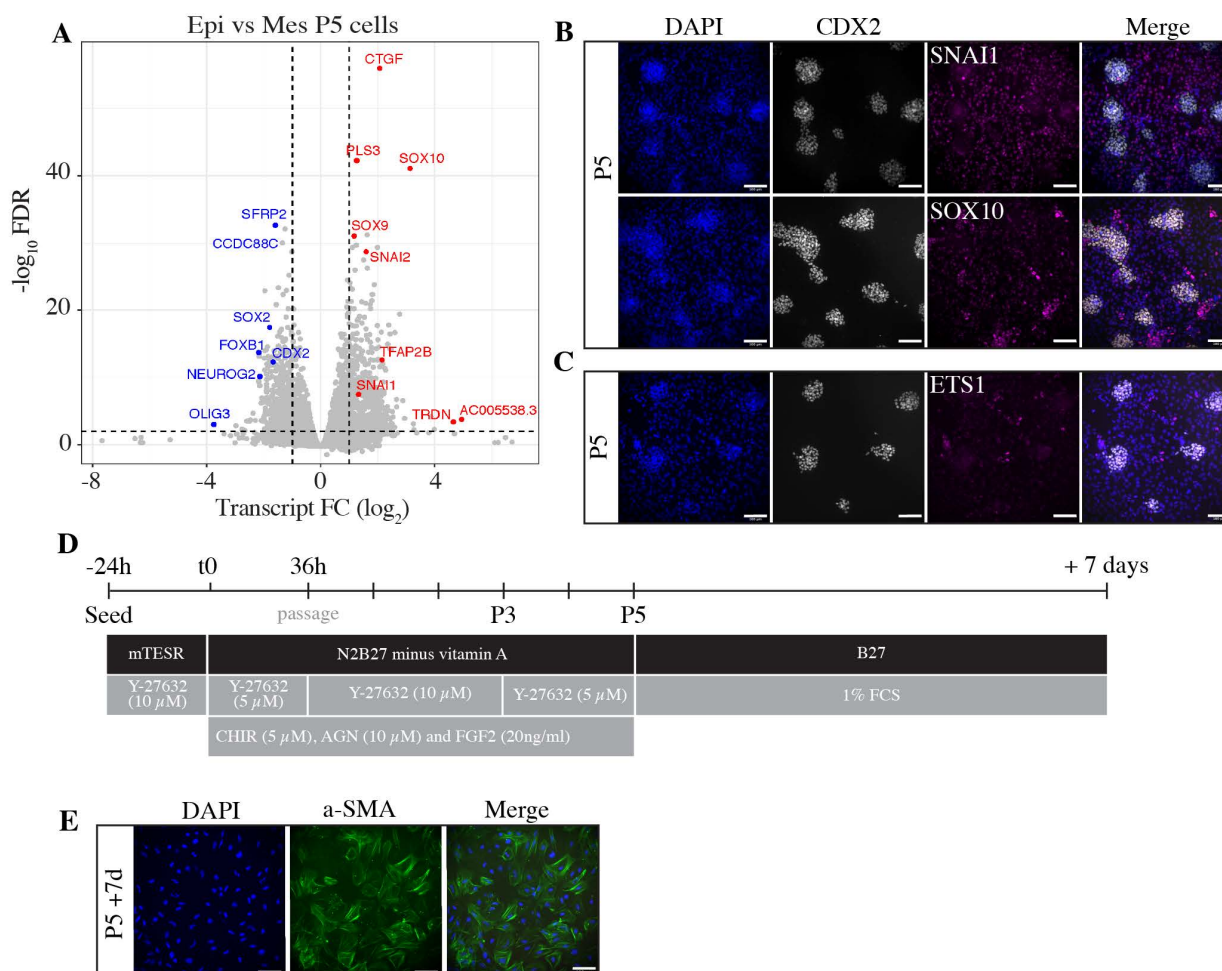 A
Epi vs Mes P5 cells
CTGF
PLS3
SOX10
40
SFRP2
SOX9
CCDC88C
SNAI2
-log10 FDR
20
SOX2
FOXB1
CDX2
TFAP2B
NEUROG2
SNAI1
OLIG3
TRDN
AC005538.3
0
-8
-4
0
4
Transcript FC (log2)
B
DAPI
CDX2
Merge
P5
SNAI1
SOX10
C
P5
ETS1
D
-24h
t0
36h
+ 7 days
Seed
passage
P3
P5
mTESR
N2B27 minus vitamin A
B27
Y-27632
(10 µM)
Y-27632
(5 µM)
Y-27632 (10 µM)
Y-27632 (5 µM)
1% FCS
CHIR (5 µM), AGN (10 µM) and FGF2 (20ng/ml)
E
DAPI
a-SMA
Merge
P5 +7d